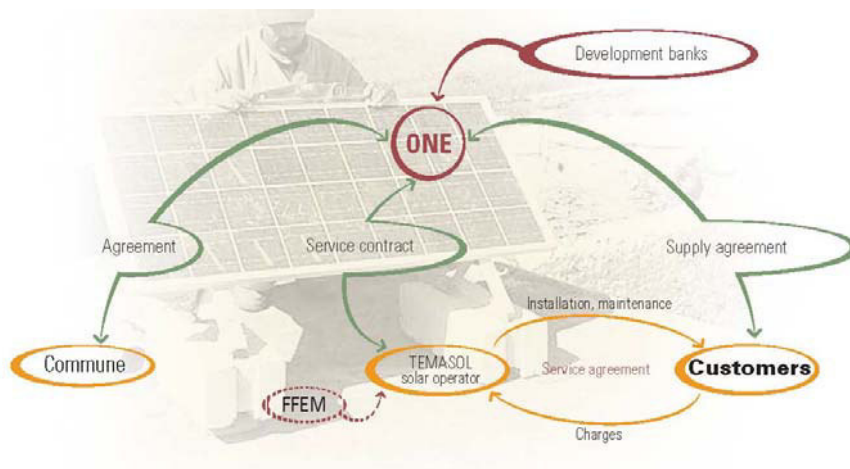 Development banks
ONE
Agreement
Service contract
Supply agreement
Installation, maintenance
Commune
TEMASOL
solar operator
Service agreement
Customers
FFEM
Charges